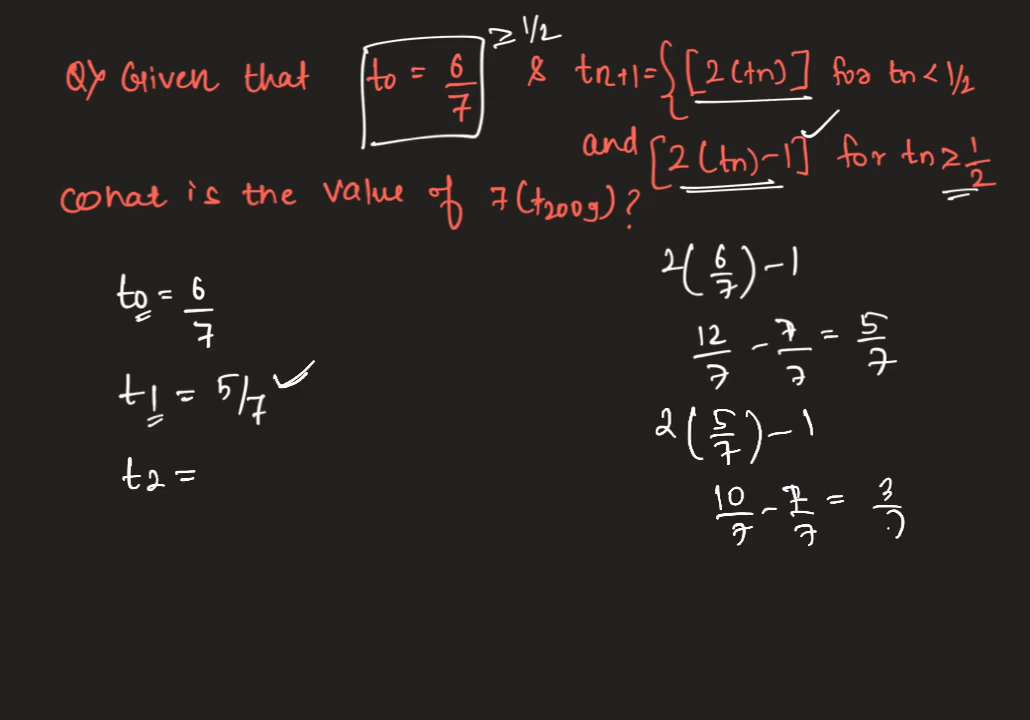 Q) Given that t0 = 6/7 ≥ 1/2 & tn+1 = { [2(tn)] for tn < 1/2
and [2(tn)-1] for tn ≥ 1/2
What is the value of 7(t2009)?
2(6/7) - 1
t0 = 6/7
12/7 - 7/7 = 5/7
t1 = 5/7
2(5/7) - 1
t2 =
10/7 - 7/7 = 3/